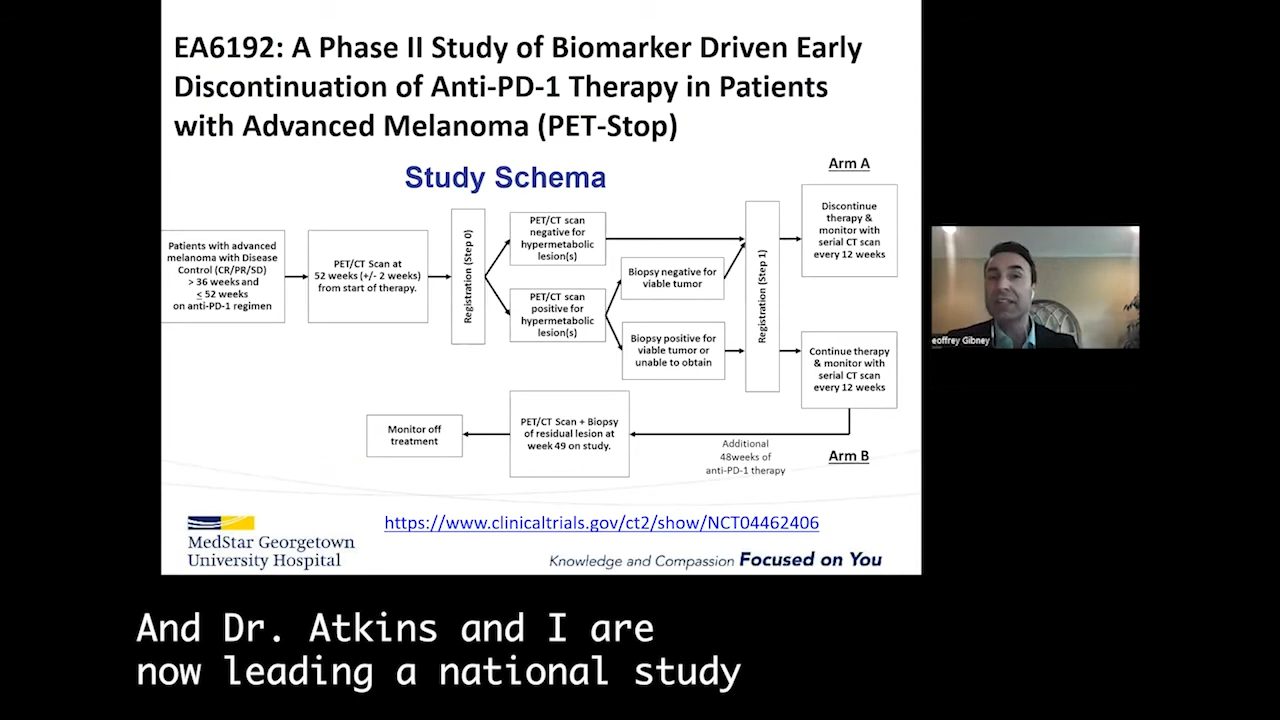 EA6192: A Phase II Study of Biomarker Driven Early
Discontinuation of Anti-PD-1 Therapy in Patients
with Advanced Melanoma (PET-Stop)
Study Schema
Patients with advanced
melanoma with Disease
Control (CR/PR/SD)
> 36 weeks and
≤ 52 weeks
on anti-PD-1 regimen
PET/CT Scan at
52 weeks (+/- 2 weeks)
from start of therapy.
Registration (Step 0)
PET/CT scan
negative for
hypermetabolic
lesion(s)
PET/CT scan
positive for
hypermetabolic
lesion(s)
Biopsy negative for
viable tumor
Biopsy positive for
viable tumor or
unable to obtain
Registration (Step 1)
Arm A
Discontinue
therapy &
monitor with
serial CT scan
every 12 weeks
Continue therapy
& monitor with
serial CT scan
every 12 weeks
Arm B
Additional
48weeks of
anti-PD-1 therapy
PET/CT Scan + Biopsy
of residual lesion at
week 49 on study.
Monitor off
treatment
https://www.clinicaltrials.gov/ct2/show/NCT04462406
MedStar Georgetown
University Hospital
Knowledge and Compassion Focused on You
eoffrey Gibney
And Dr. Atkins and I are
now leading a national study